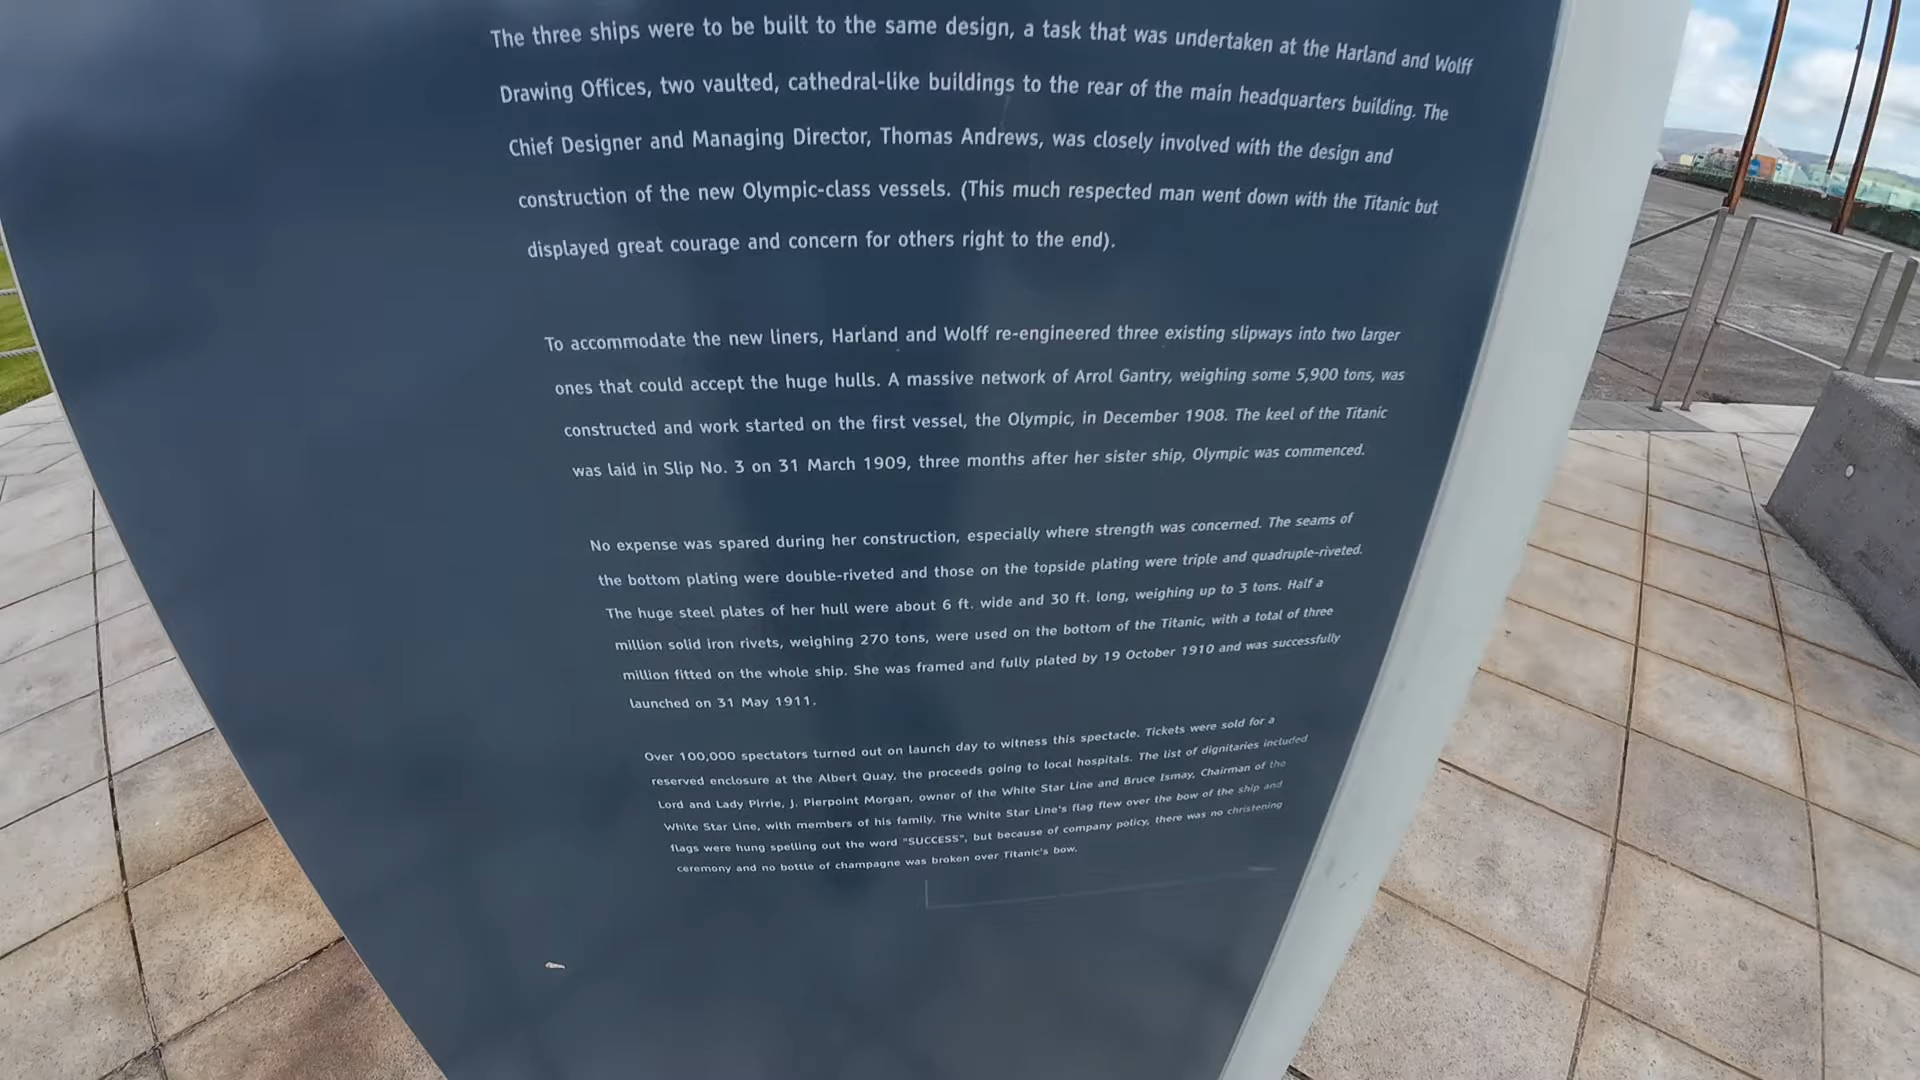 The three ships were to be built to the same design, a task that was undertaken at the Harland and Wolff
Drawing Offices, two vaulted, cathedral-like buildings to the rear of the main headquarters building. The
Chief Designer and Managing Director, Thomas Andrews, was closely involved with the design and
construction of the new Olympic-class vessels. (This much respected man went down with the Titanic but
displayed great courage and concern for others right to the end).
To accommodate the new liners, Harland and Wolff re-engineered three existing slipways into two larger
ones that could accept the huge hulls. A massive network of Arrol Gantry, weighing some 5,900 tons, was
constructed and work started on the first vessel, the Olympic, in December 1908. The keel of the Titanic
was laid in Slip No. 3 on 31 March 1909, three months after her sister ship, Olympic was commenced.
No expense was spared during her construction, especially where strength was concerned. The seams of
the bottom plating were double-riveted and those on the topside plating were triple and quadruple-riveted.
The huge steel plates of her hull were about 6 ft. wide and 30 ft. long, weighing up to 3 tons. Half a
million solid iron rivets, weighing 270 tons, were used on the bottom of the Titanic, with a total of three
million fitted on the whole ship. She was framed and fully plated by 19 October 1910 and was successfully
launched on 31 May 1911.
Over 100,000 spectators turned out on launch day to witness this spectacle. Tickets were sold for a
reserved enclosure at the Albert Quay, the proceeds going to local hospitals. The list of dignitaries included
Lord and Lady Pirrie, J. Pierpoint Morgan, owner of the White Star Line and Bruce Ismay, Chairman of the
White Star Line, with members of his family. The White Star Line's flag flew over the bow of the ship and
flags were hung spelling out the word "SUCCESS", but because of company policy, there was no christening
ceremony and no bottle of champagne was broken over Titanic's bow.